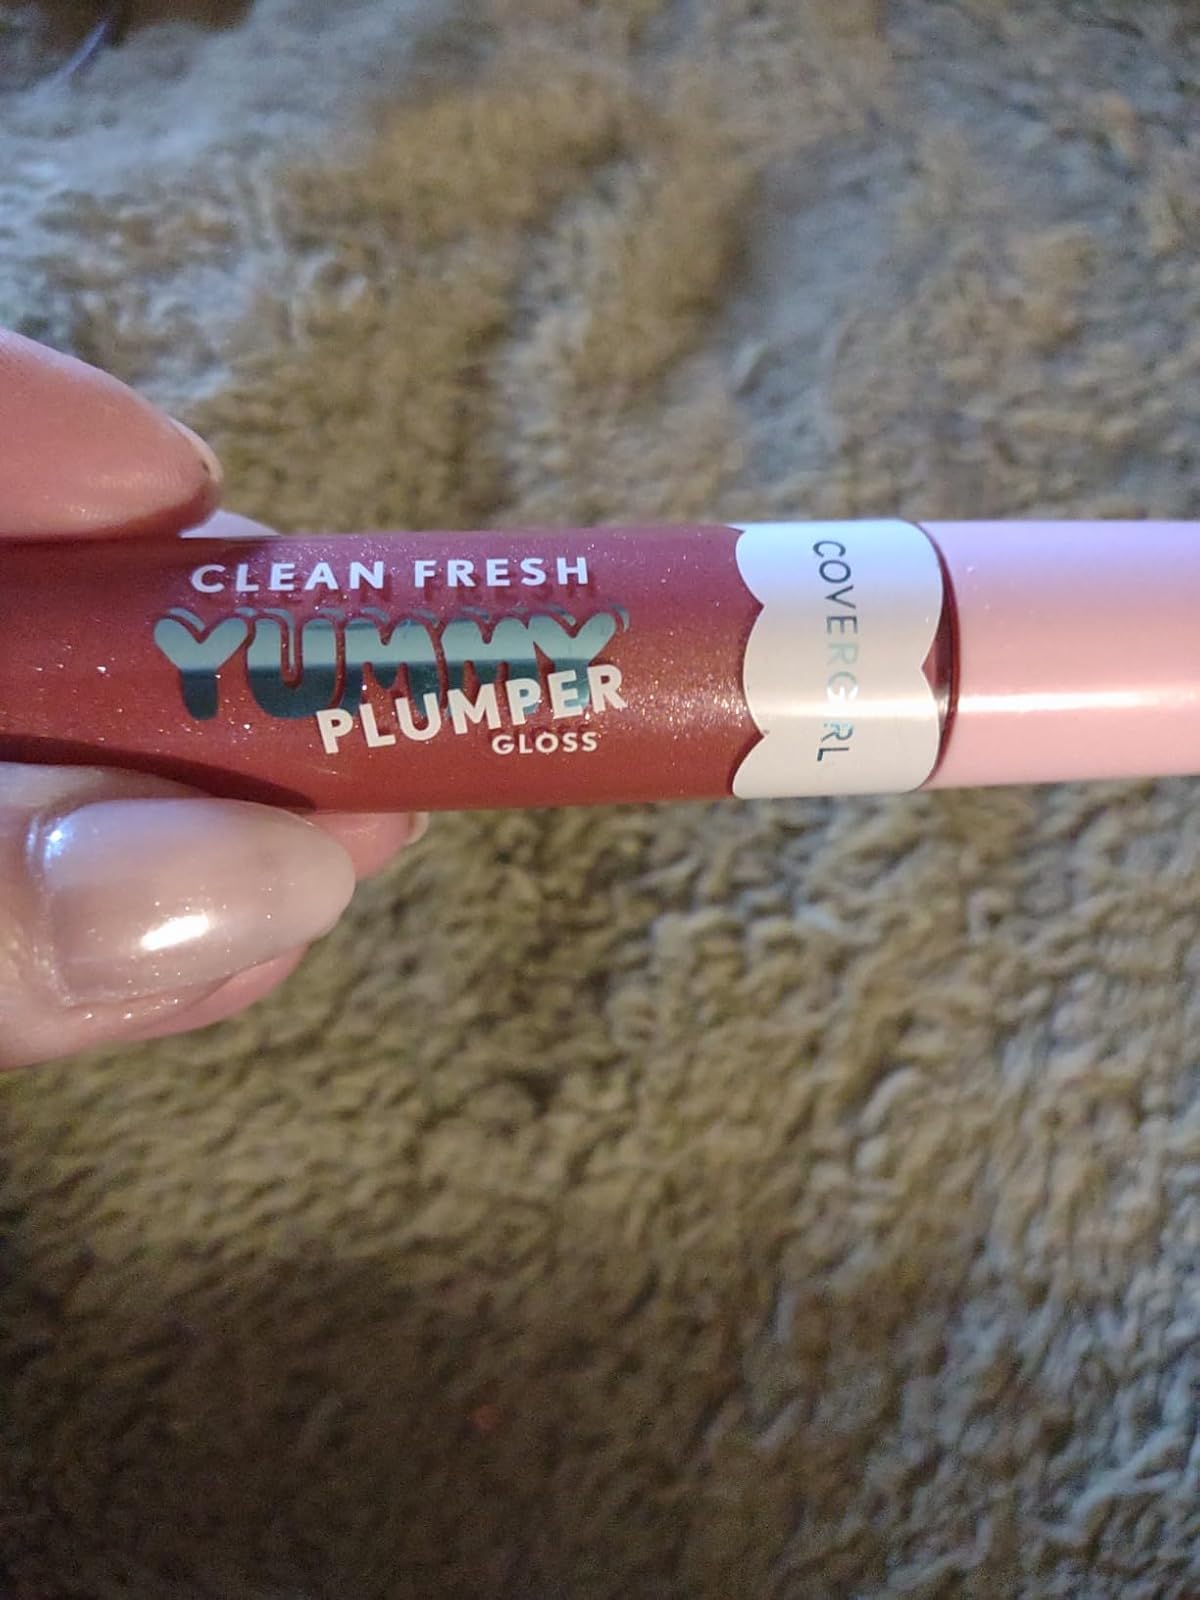 CLEAN FRESH
YUMMY
PLUMPER
GLOSS
COVERGIRL